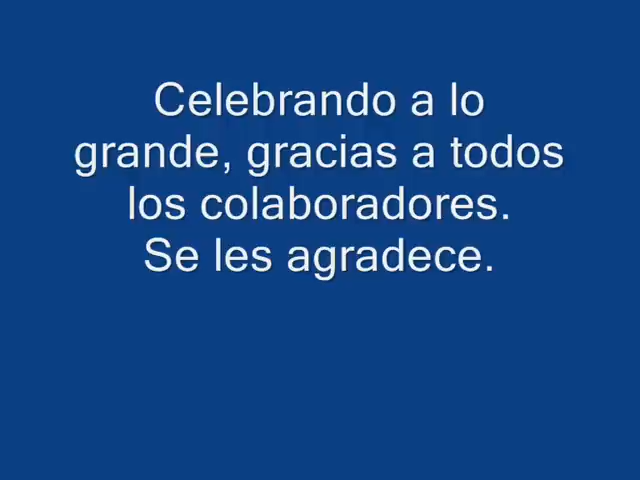 Celebrando a lo
grande, gracias a todos
los colaboradores.
Se les agradece.